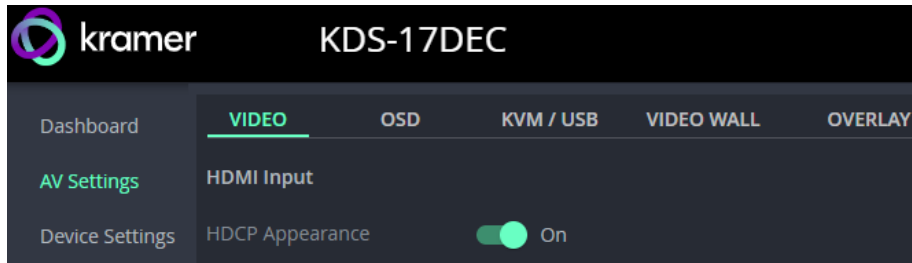 kramer KDS-17DEC
Dashboard
AV Settings
Device Settings
VIDEO OSD KVM / USB VIDEO WALL OVERLAY
HDMI Input
HDCP Appearance On